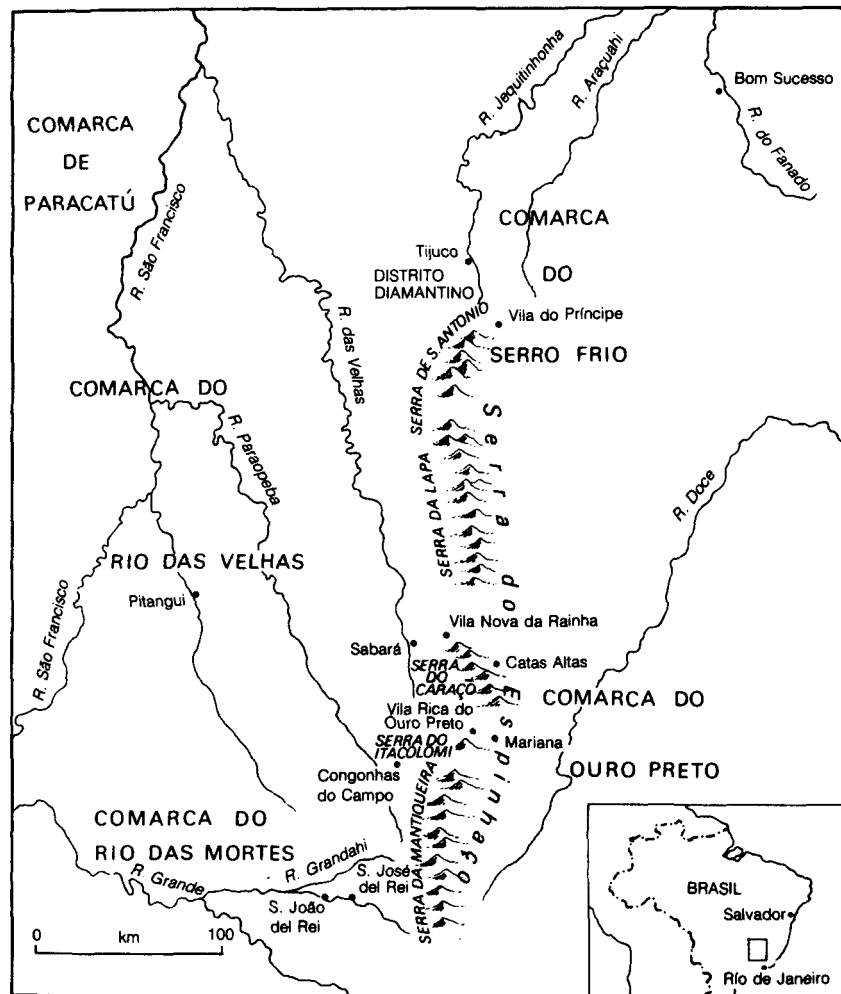 R. Jequitinhonha
R. Araçuahi
Bom Sucesso
R. do Fanado
COMARCA
DE
PARACATÚ
R. São Francisco
COMARCA
DO
SERRO FRIO
Tijuco
DISTRITO
DIAMANTINO
Vila do Príncipe
SERRA DE S. ANTONIO
R. das Velhas
COMARCA DO
RIO DAS VELHAS
R. Paraopeba
SERRA DA LAPA
Serra do Espinhaço
R. Doce
Pitangui
R. São Francisco
Vila Nova da Rainha
Sabará
Catas Altas
SERRA
DO
CARAÇO
COMARCA DO
OURO PRETO
Vila Rica do
Ouro Preto
Mariana
SERRA DO
ITACOLOMI
Congonhas
do Campo
SERRA DA MANTIQUEIRA
COMARCA DO
RIO DAS MORTES
R. Grandahi
R. Grande
S. José
del Rei
S. João
del Rei
0 100
km
BRASIL
Salvador
Río de Janeiro
?